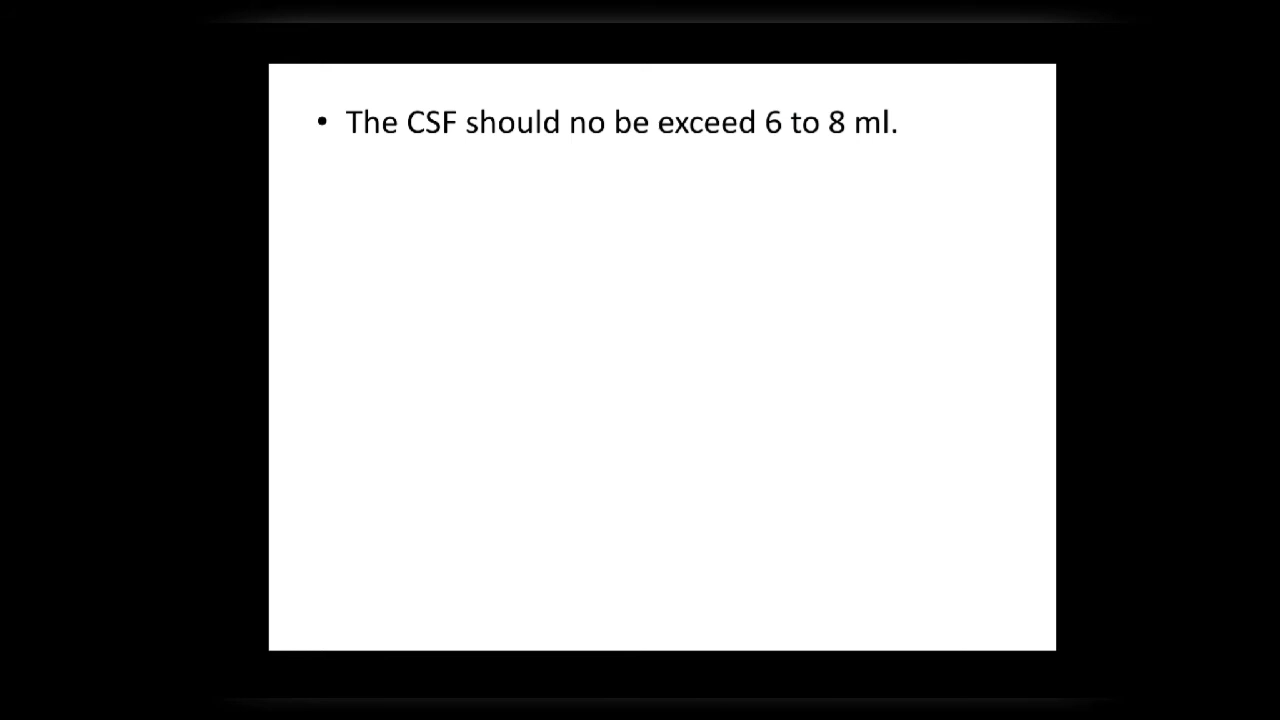 • The CSF should no be exceed 6 to 8 ml.